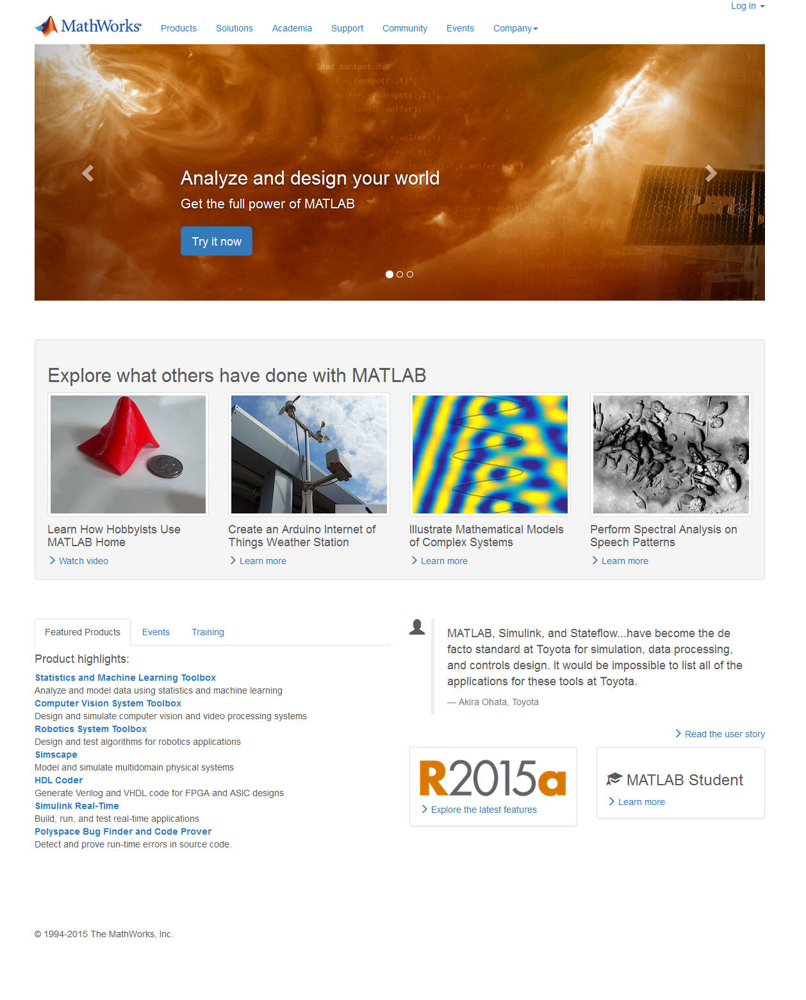 Log In
MathWorks®
Products
Solutions
Academia
Support
Community
Events
Company
load sunspot.dat
t = sunspot(:,1)';
wolfer = sunspot(:,2)';
n = length(wolfer);
c = polyfit(t,wolfer,1);
trend = polyval(c,t);
Analyze and design your world
Get the full power of MATLAB
pmax = 5000;
Try it now
Explore what others have done with MATLAB
Learn How Hobbyists Use
MATLAB Home
Watch video
Create an Arduino Internet of
Things Weather Station
Learn more
Illustrate Mathematical Models
of Complex Systems
Learn more
Perform Spectral Analysis on
Speech Patterns
Learn more
Featured Products
Events
Training
Product highlights:
Statistics and Machine Learning Toolbox
Analyze and model data using statistics and machine learning
Computer Vision System Toolbox
Design and simulate computer vision and video processing systems
Robotics System Toolbox
Design and test algorithms for robotics applications
Simscape
Model and simulate multidomain physical systems
HDL Coder
Generate Verilog and VHDL code for FPGA and ASIC designs
Simulink Real-Time
Build, run, and test real-time applications
Polyspace Bug Finder and Code Prover
Detect and prove run-time errors in source code.
MATLAB, Simulink, and Stateflow...have become the de
facto standard at Toyota for simulation, data processing,
and controls design. It would be impossible to list all of the
applications for these tools at Toyota.
— Akira Ohata, Toyota
Read the user story
R2015a
Explore the latest features
MATLAB Student
Learn more
© 1994-2015 The MathWorks, Inc.